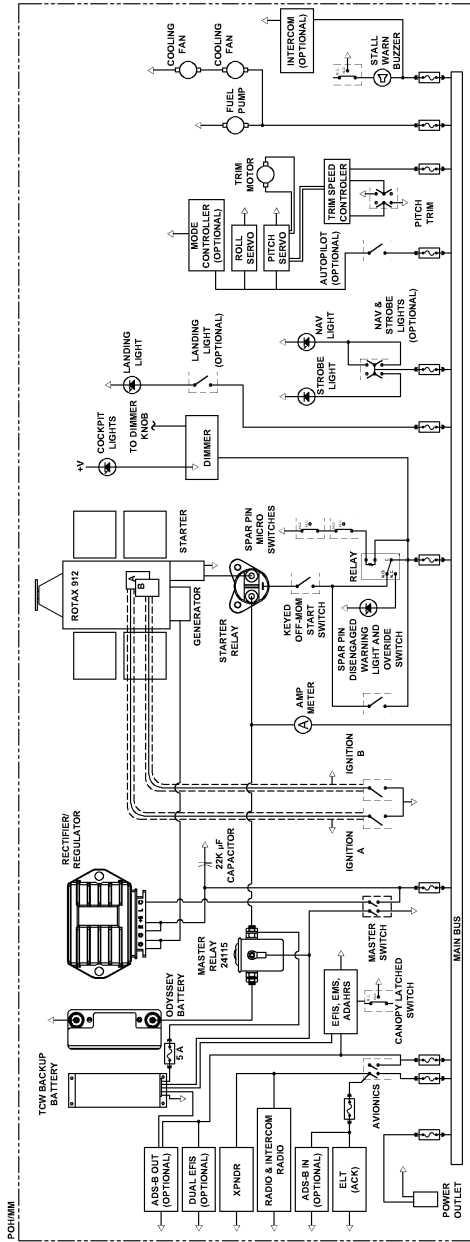 POH/MM
TCW BACKUP
BATTERY
ODYSSEY
BATTERY
5 A
RECTIFIER/
REGULATOR
G G R +B L C
22K µF
CAPACITOR
MASTER
RELAY
24115
ADS-B OUT
(OPTIONAL)
DUAL EFIS
(OPTIONAL)
XPNDR
RADIO & INTERCOM
RADIO
ADS-B IN
(OPTIONAL)
ELT
(ACK)
POWER
OUTLET
AVIONICS
EFIS, EMS,
ADAHRS
CANOPY LATCHED
SWITCH
MASTER
SWITCH
IGNITION
A
IGNITION
B
ROTAX 912
A
B
GENERATOR
STARTER
STARTER
RELAY
A
AMP
METER
KEYED
OFF-MOM
START
SWITCH
SPAR PIN
MICRO
SWITCHES
RELAY
SPAR PIN
DISENGAGED
WARNING
LIGHT AND
OVERIDE
SWITCH
+V
COCKPIT
LIGHTS
TO DIMMER
KNOB
DIMMER
LANDING
LIGHT
LANDING
LIGHT
(OPTIONAL)
STROBE
LIGHT
NAV
LIGHT
NAV &
STROBE
LIGHTS
(OPTIONAL)
MODE
CONTROLLER
(OPTIONAL)
ROLL
SERVO
PITCH
SERVO
AUTOPILOT
(OPTIONAL)
TRIM
MOTOR
TRIM SPEED
CONTROLER
PITCH
TRIM
COOLING
FAN
COOLING
FAN
FUEL
PUMP
INTERCOM
(OPTIONAL)
STALL
WARN
BUZZER
MAIN BUS